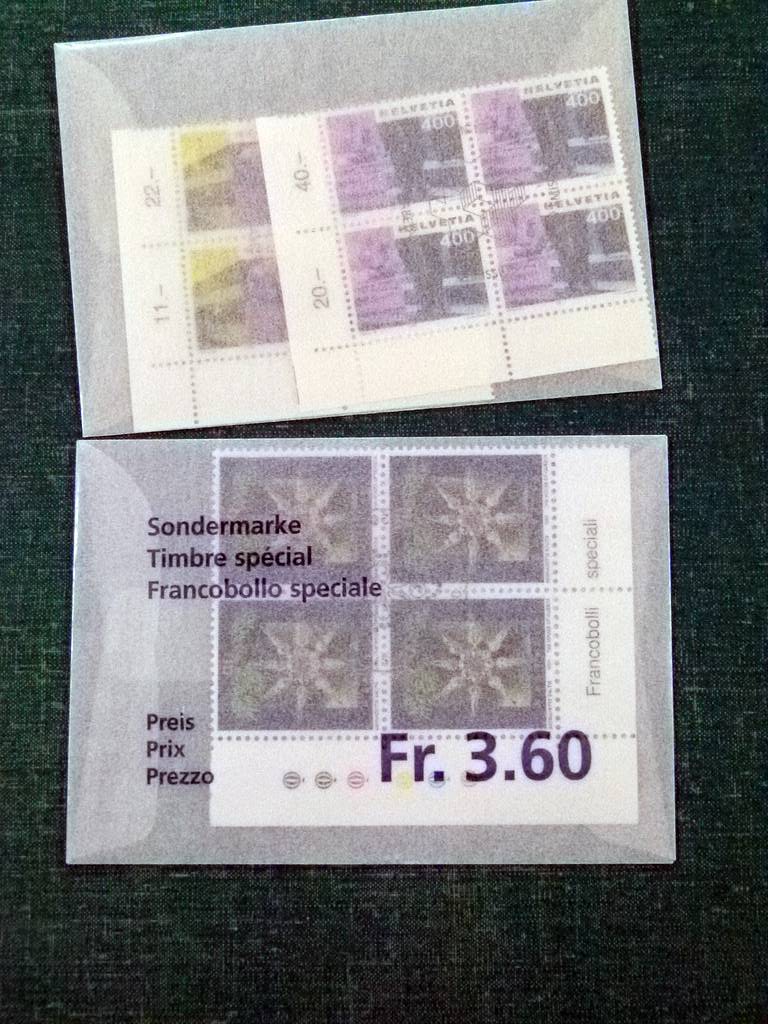 HELVETIA
400
HELVETIA
400
HELVETIA
400
400
22.–
40.–
11.–
20.–
Sondermarke
Timbre spécial
Francobollo speciale
Francobolli speciali
Preis
Prix
Prezzo
Fr. 3.60